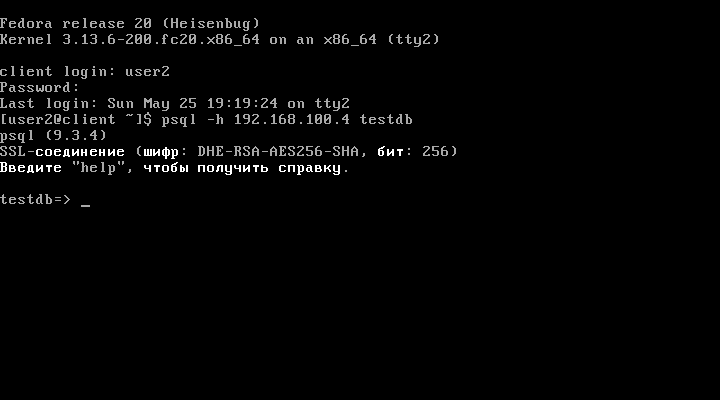 Fedora release 20 (Heisenbug)
Kernel 3.13.6-200.fc20.x86_64 on an x86_64 (tty2)
client login: user2
Password:
Last login: Sun May 25 19:19:24 on tty2
[user2@client ~]$ psql -h 192.168.100.4 testdb
psql (9.3.4)
SSL-соединение (шифр: DHE-RSA-AES256-SHA, бит: 256)
Введите "help", чтобы получить справку.
testdb=> _